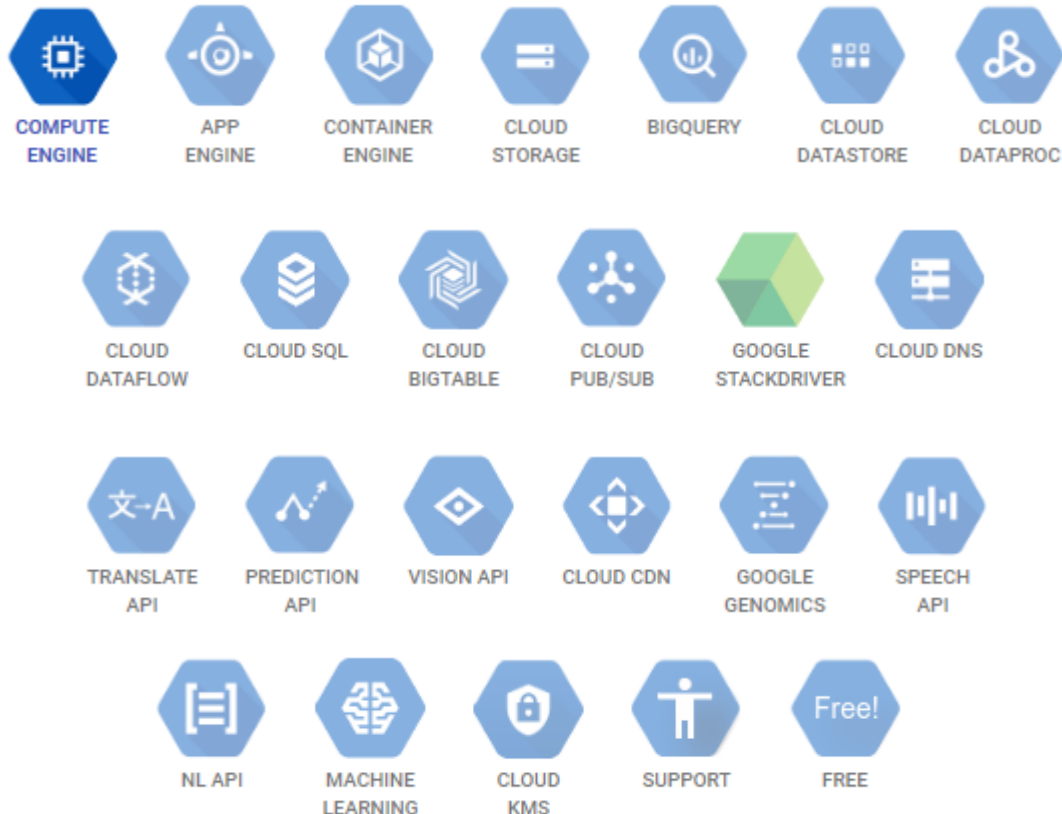 COMPUTE
ENGINE
APP
ENGINE
CONTAINER
ENGINE
CLOUD
STORAGE
BIGQUERY
CLOUD
DATASTORE
CLOUD
DATAPROC
CLOUD
DATAFLOW
CLOUD SQL
CLOUD
BIGTABLE
CLOUD
PUB/SUB
GOOGLE
STACKDRIVER
CLOUD DNS
文→A
TRANSLATE
API
PREDICTION
API
VISION API
CLOUD CDN
GOOGLE
GENOMICS
SPEECH
API
NL API
MACHINE
LEARNING
CLOUD
KMS
SUPPORT
Free!
FREE